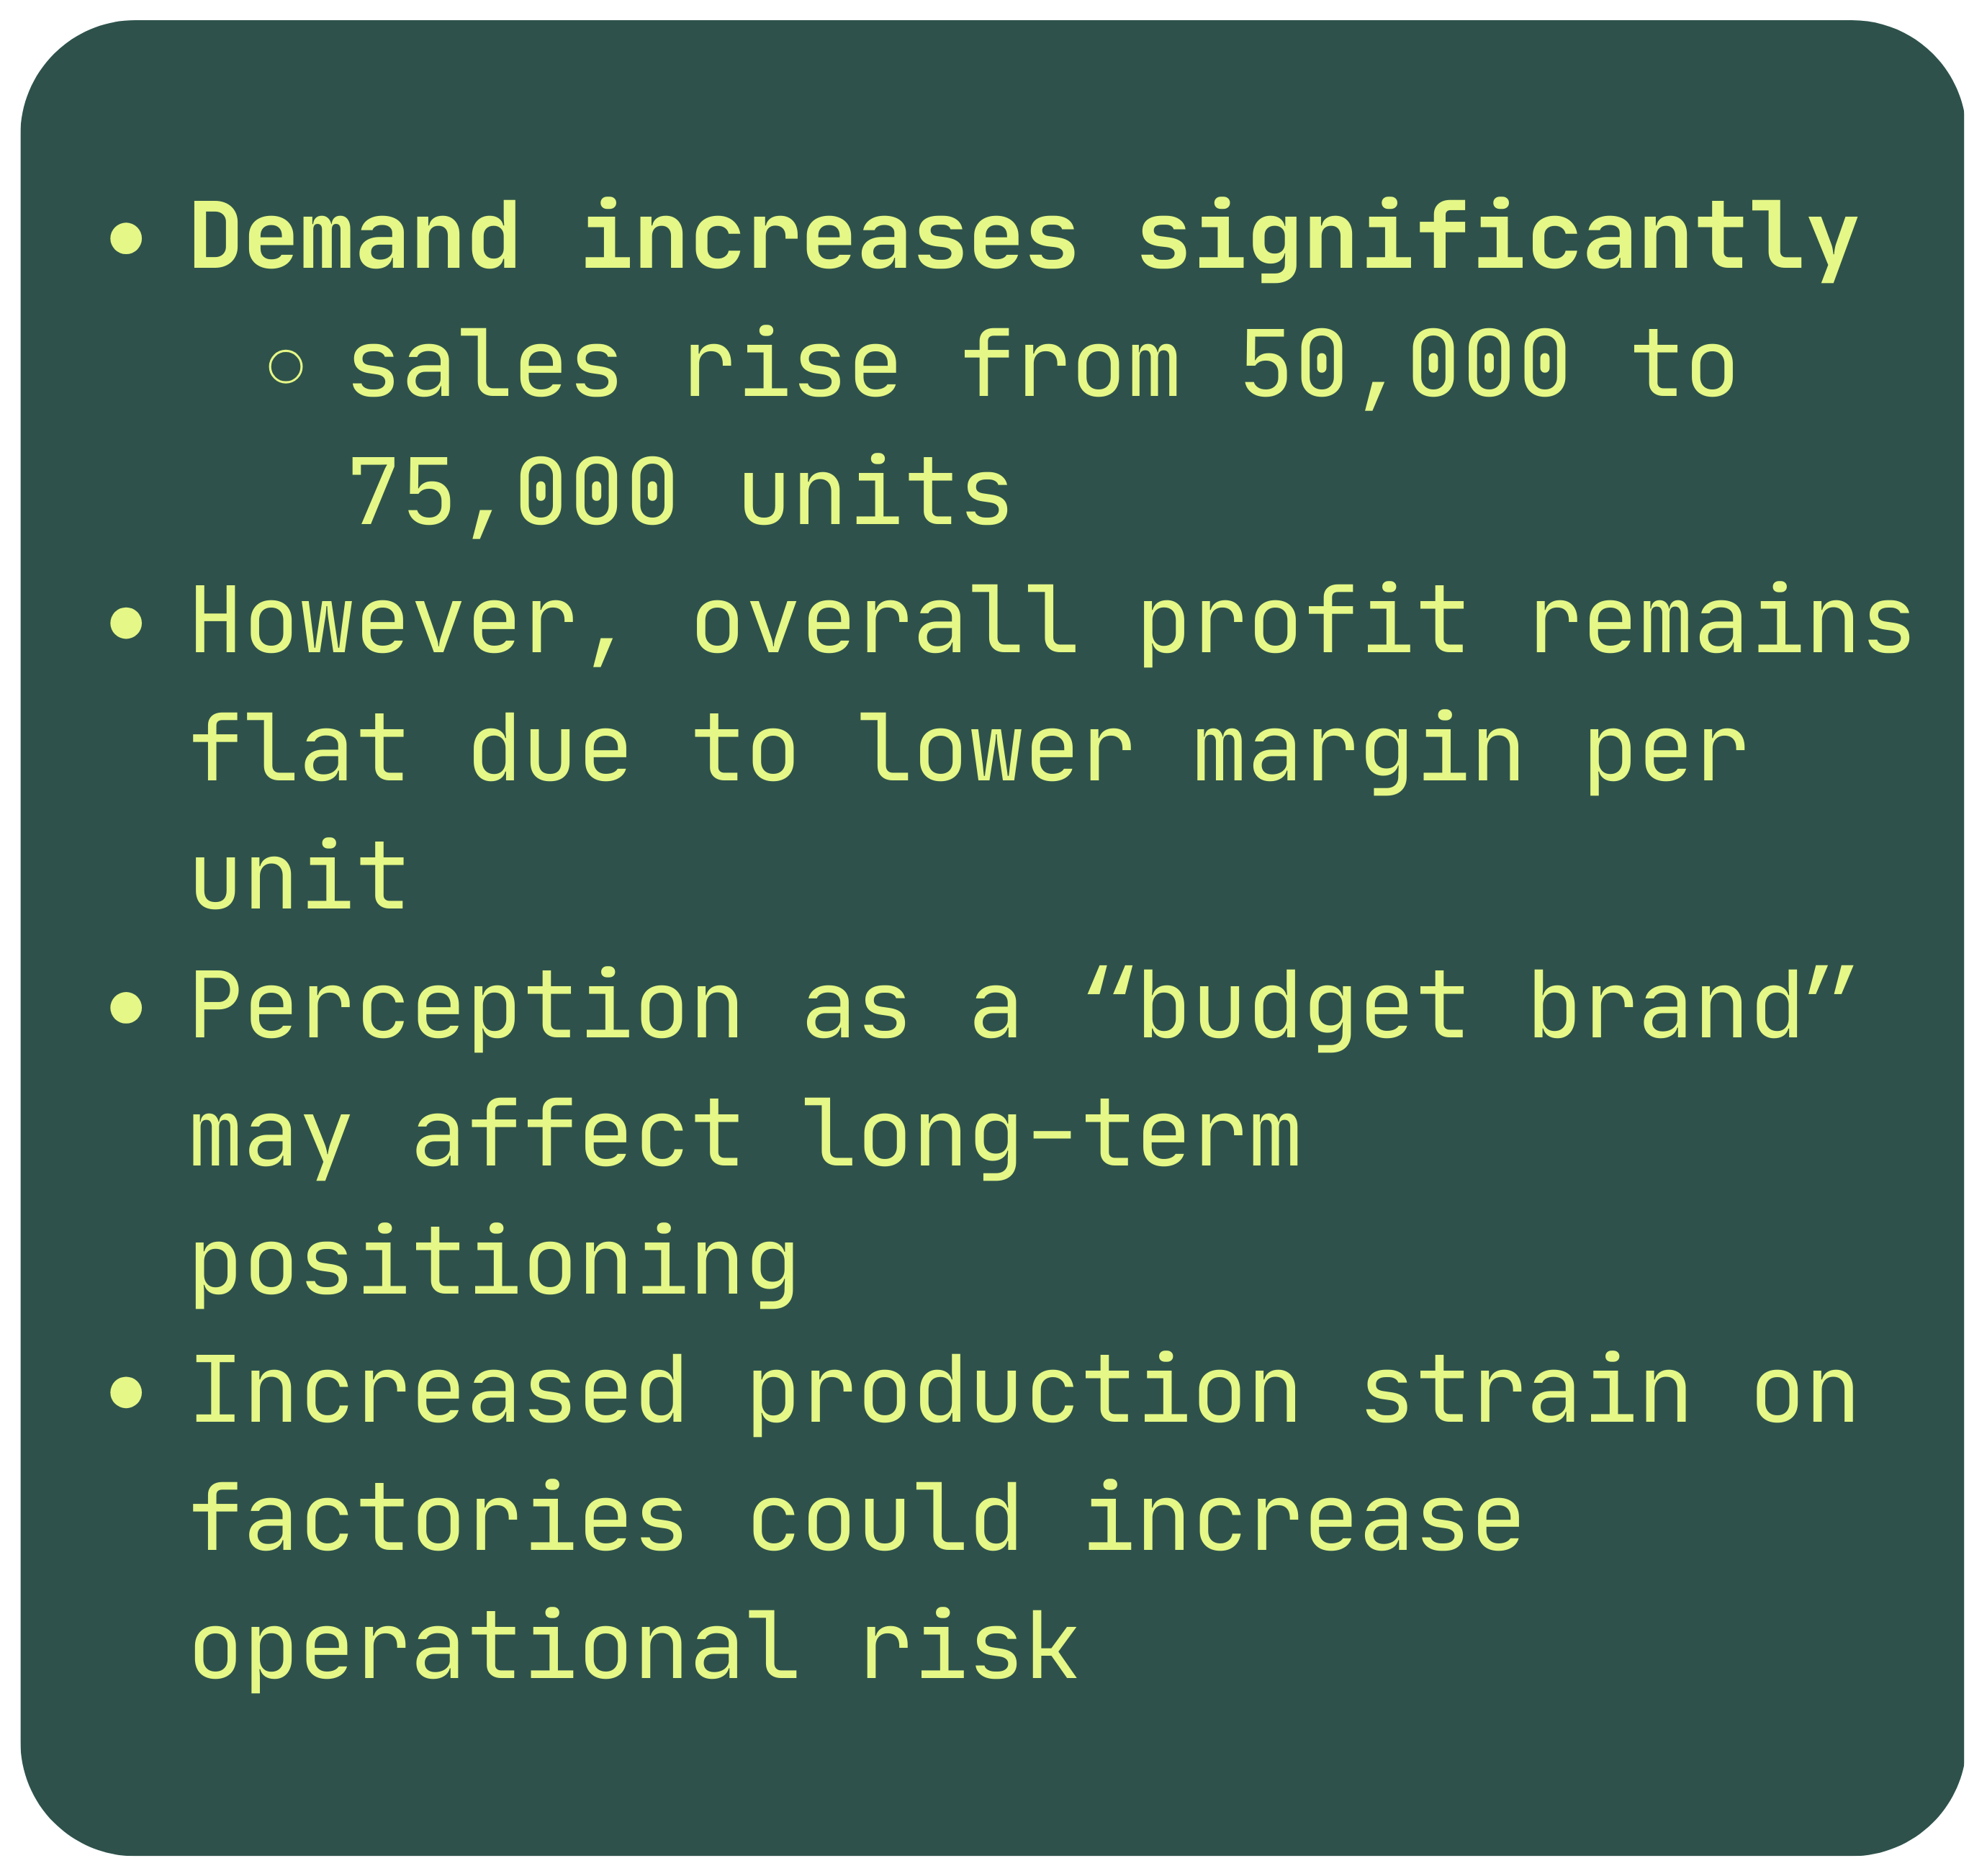 • Demand increases significantly
○ sales rise from 50,000 to
75,000 units
• However, overall profit remains
flat due to lower margin per
unit
• Perception as a “budget brand”
may affect long-term
positioning
• Increased production strain on
factories could increase
operational risk